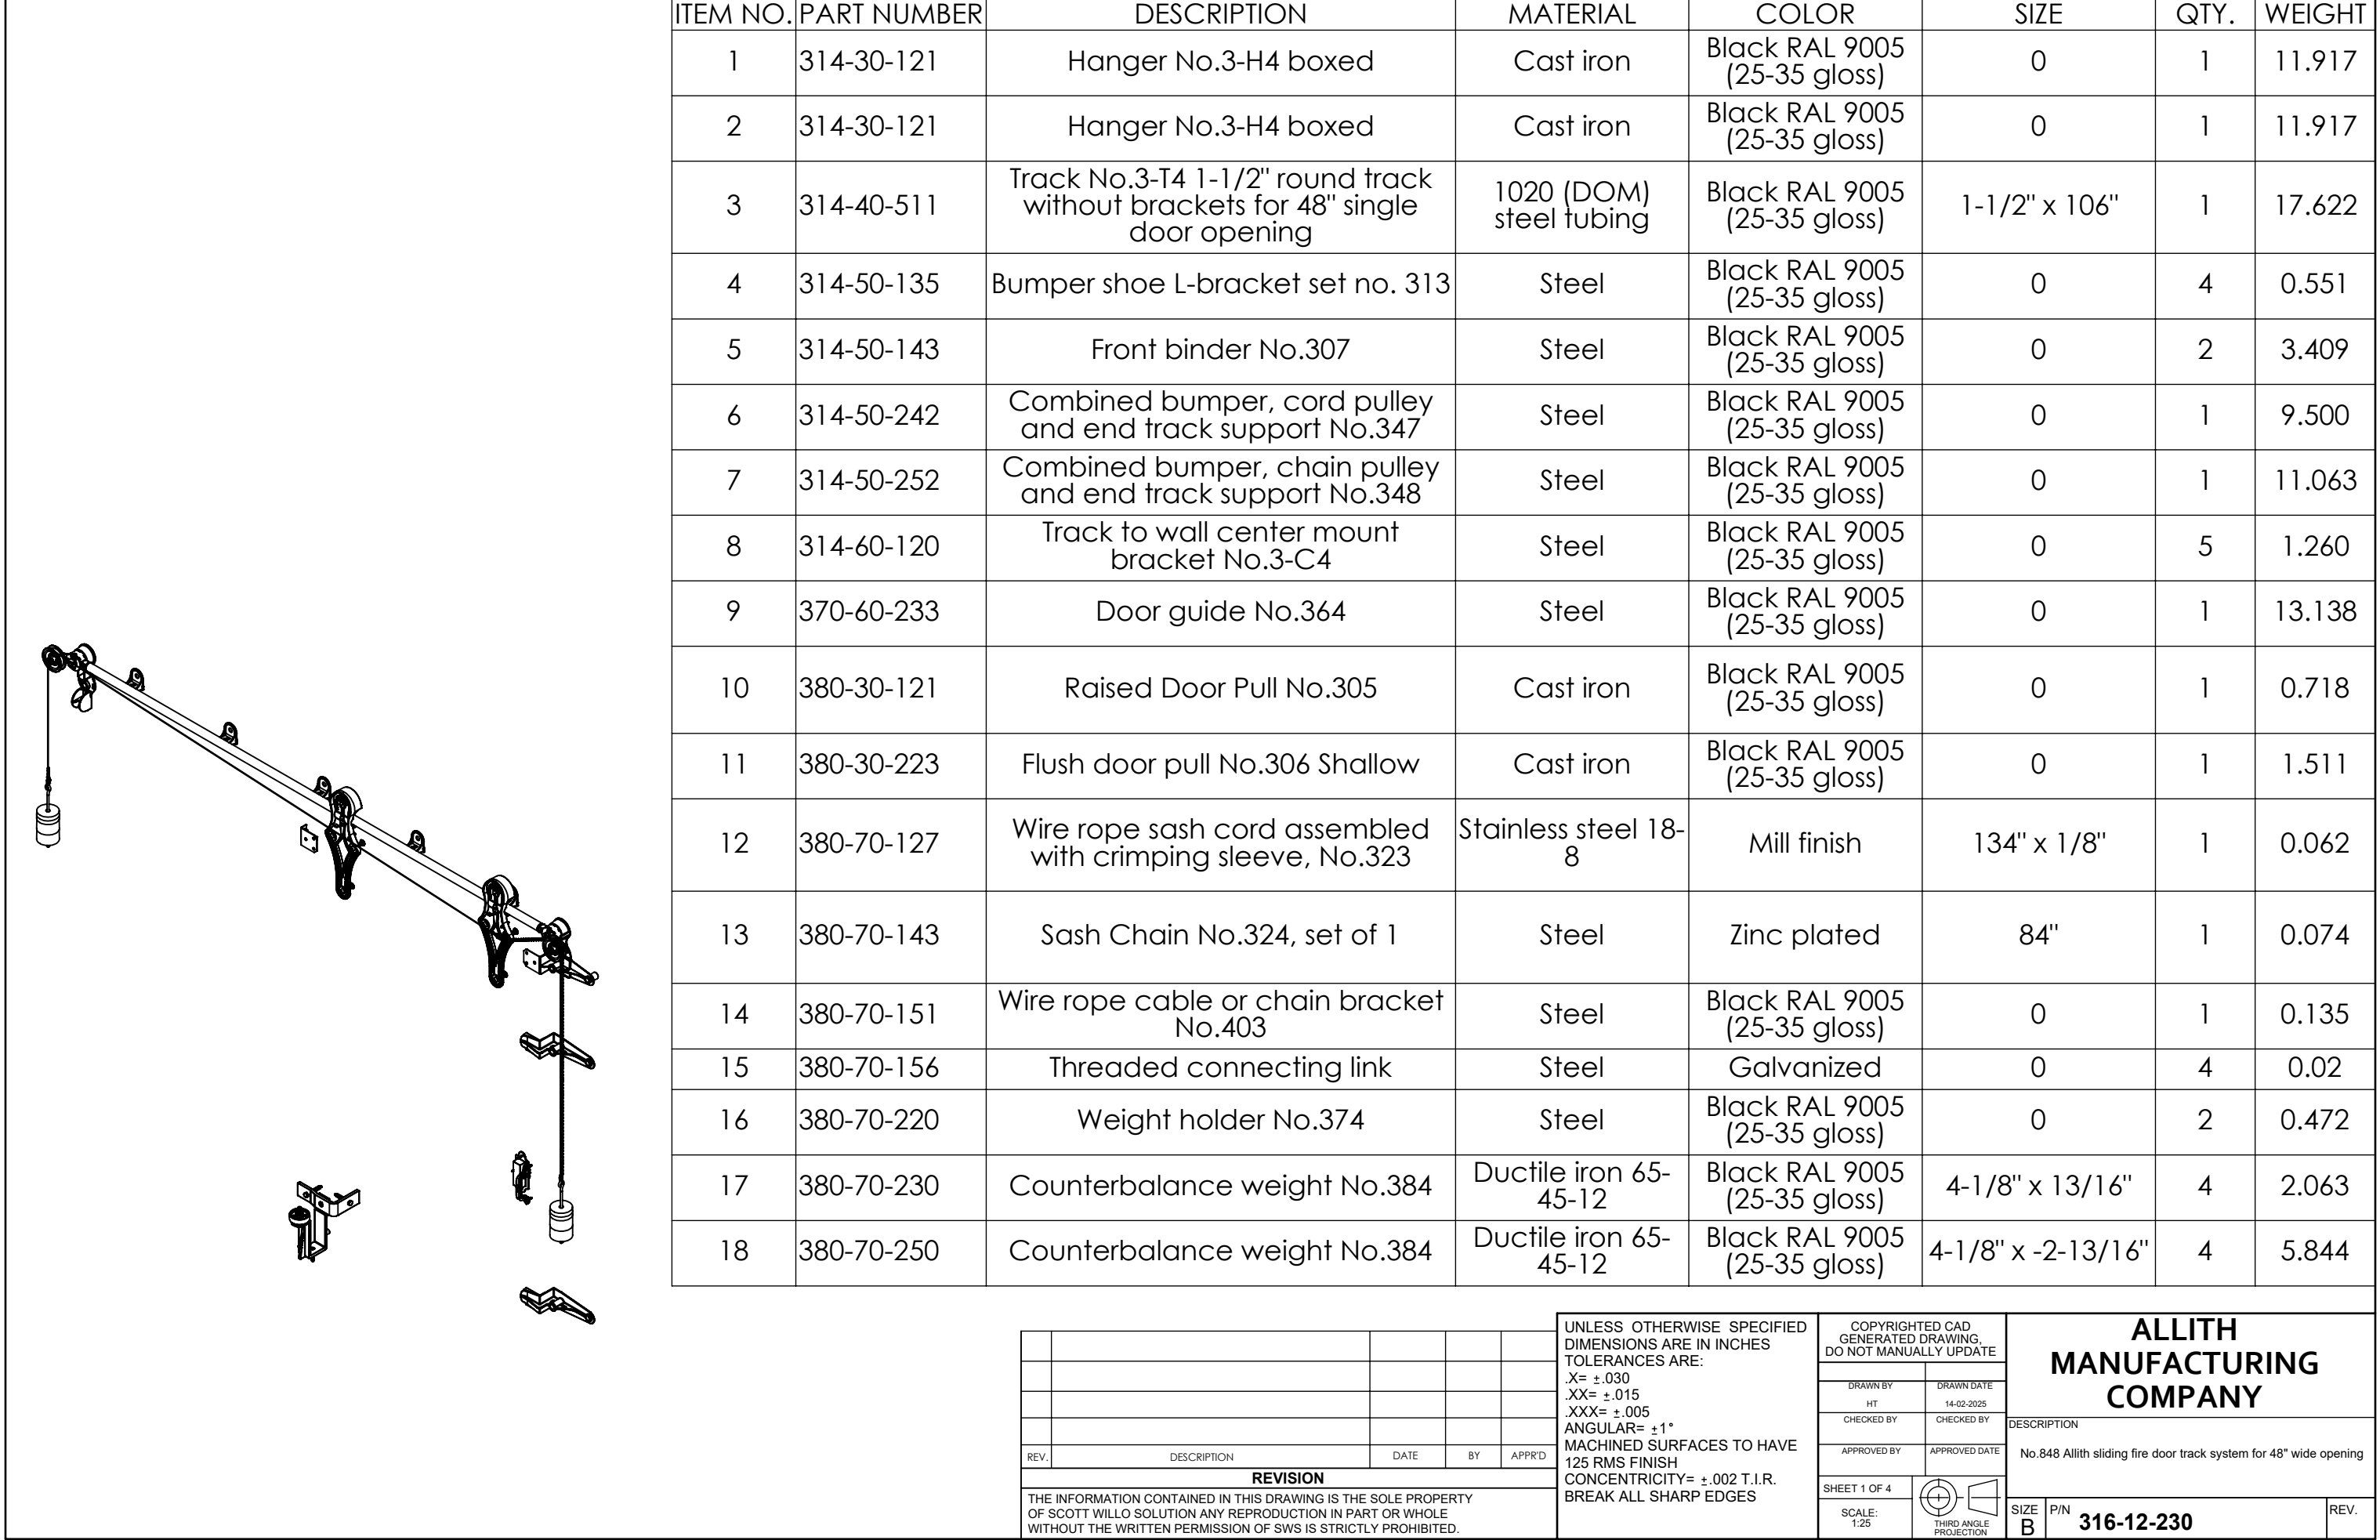 ITEM NO. PART NUMBER DESCRIPTION MATERIAL COLOR SIZE QTY. WEIGHT
1 314-30-121 Hanger No.3-H4 boxed Cast iron Black RAL 9005 (25-35 gloss) 0 1 11.917
2 314-30-121 Hanger No.3-H4 boxed Cast iron Black RAL 9005 (25-35 gloss) 0 1 11.917
3 314-40-511 Track No.3-T4 1-1/2" round track without brackets for 48" single door opening 1020 (DOM) steel tubing Black RAL 9005 (25-35 gloss) 1-1/2" x 106" 1 17.622
4 314-50-135 Bumper shoe L-bracket set no. 313 Steel Black RAL 9005 (25-35 gloss) 0 4 0.551
5 314-50-143 Front binder No.307 Steel Black RAL 9005 (25-35 gloss) 0 2 3.409
6 314-50-242 Combined bumper, cord pulley and end track support No.347 Steel Black RAL 9005 (25-35 gloss) 0 1 9.500
7 314-50-252 Combined bumper, chain pulley and end track support No.348 Steel Black RAL 9005 (25-35 gloss) 0 1 11.063
8 314-60-120 Track to wall center mount bracket No.3-C4 Steel Black RAL 9005 (25-35 gloss) 0 5 1.260
9 370-60-233 Door guide No.364 Steel Black RAL 9005 (25-35 gloss) 0 1 13.138
10 380-30-121 Raised Door Pull No.305 Cast iron Black RAL 9005 (25-35 gloss) 0 1 0.718
11 380-30-223 Flush door pull No.306 Shallow Cast iron Black RAL 9005 (25-35 gloss) 0 1 1.511
12 380-70-127 Wire rope sash cord assembled with crimping sleeve, No.323 Stainless steel 18-8 Mill finish 134" x 1/8" 1 0.062
13 380-70-143 Sash Chain No.324, set of 1 Steel Zinc plated 84" 1 0.074
14 380-70-151 Wire rope cable or chain bracket No.403 Steel Black RAL 9005 (25-35 gloss) 0 1 0.135
15 380-70-156 Threaded connecting link Steel Galvanized 0 4 0.02
16 380-70-220 Weight holder No.374 Steel Black RAL 9005 (25-35 gloss) 0 2 0.472
17 380-70-230 Counterbalance weight No.384 Ductile iron 65-45-12 Black RAL 9005 (25-35 gloss) 4-1/8" x 13/16" 4 2.063
18 380-70-250 Counterbalance weight No.384 Ductile iron 65-45-12 Black RAL 9005 (25-35 gloss) 4-1/8" x -2-13/16" 4 5.844
REV. DESCRIPTION DATE BY APPR'D
REVISION
THE INFORMATION CONTAINED IN THIS DRAWING IS THE SOLE PROPERTY
OF SCOTT WILLO SOLUTION ANY REPRODUCTION IN PART OR WHOLE
WITHOUT THE WRITTEN PERMISSION OF SWS IS STRICTLY PROHIBITED.
UNLESS OTHERWISE SPECIFIED
DIMENSIONS ARE IN INCHES
TOLERANCES ARE:
.X= ±.030
.XX= ±.015
.XXX= ±.005
ANGULAR= ±1°
MACHINED SURFACES TO HAVE
125 RMS FINISH
CONCENTRICITY= ±.002 T.I.R.
BREAK ALL SHARP EDGES
COPYRIGHTED CAD
GENERATED DRAWING,
DO NOT MANUALLY UPDATE
DRAWN BY DRAWN DATE
HT 14-02-2025
CHECKED BY CHECKED BY
APPROVED BY APPROVED DATE
SHEET 1 OF 4
SCALE:
1:25
THIRD ANGLE
PROJECTION
ALLITH
MANUFACTURING
COMPANY
DESCRIPTION
No.848 Allith sliding fire door track system for 48" wide opening
SIZE P/N REV.
B 316-12-230